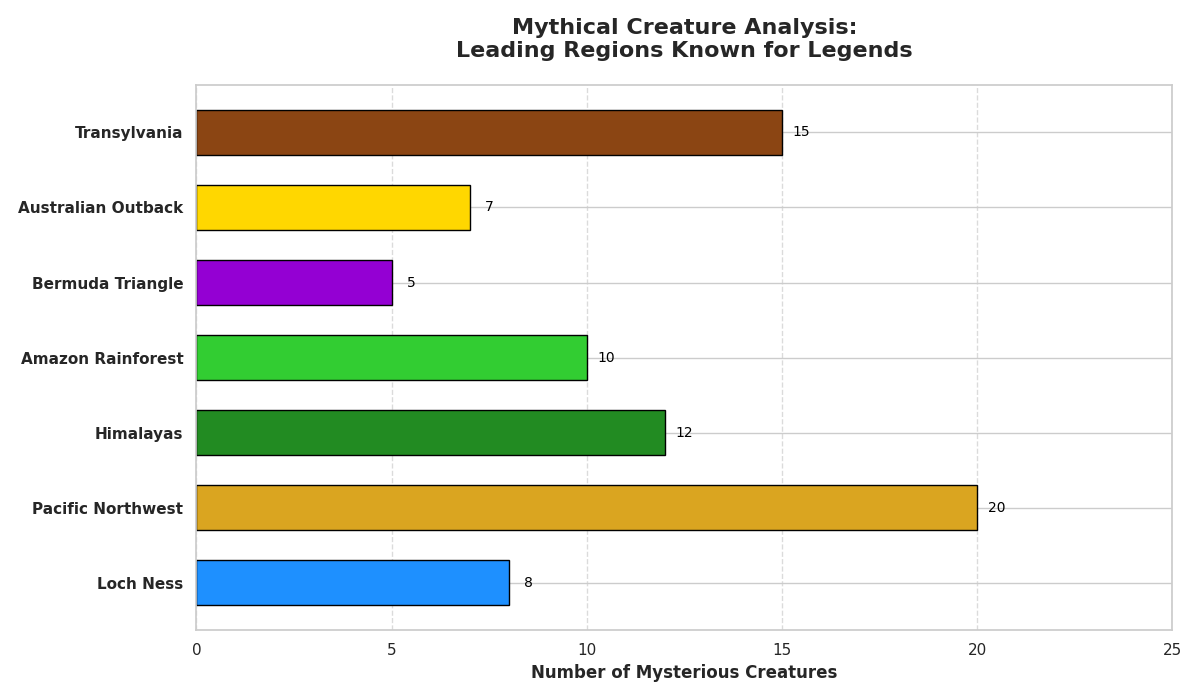 Mythical Creature Analysis:
Leading Regions Known for Legends
Transylvania
15
Australian Outback
7
Bermuda Triangle
5
Amazon Rainforest
10
Himalayas
12
Pacific Northwest
20
Loch Ness
8
0 5 10 15 20 25
Number of Mysterious Creatures